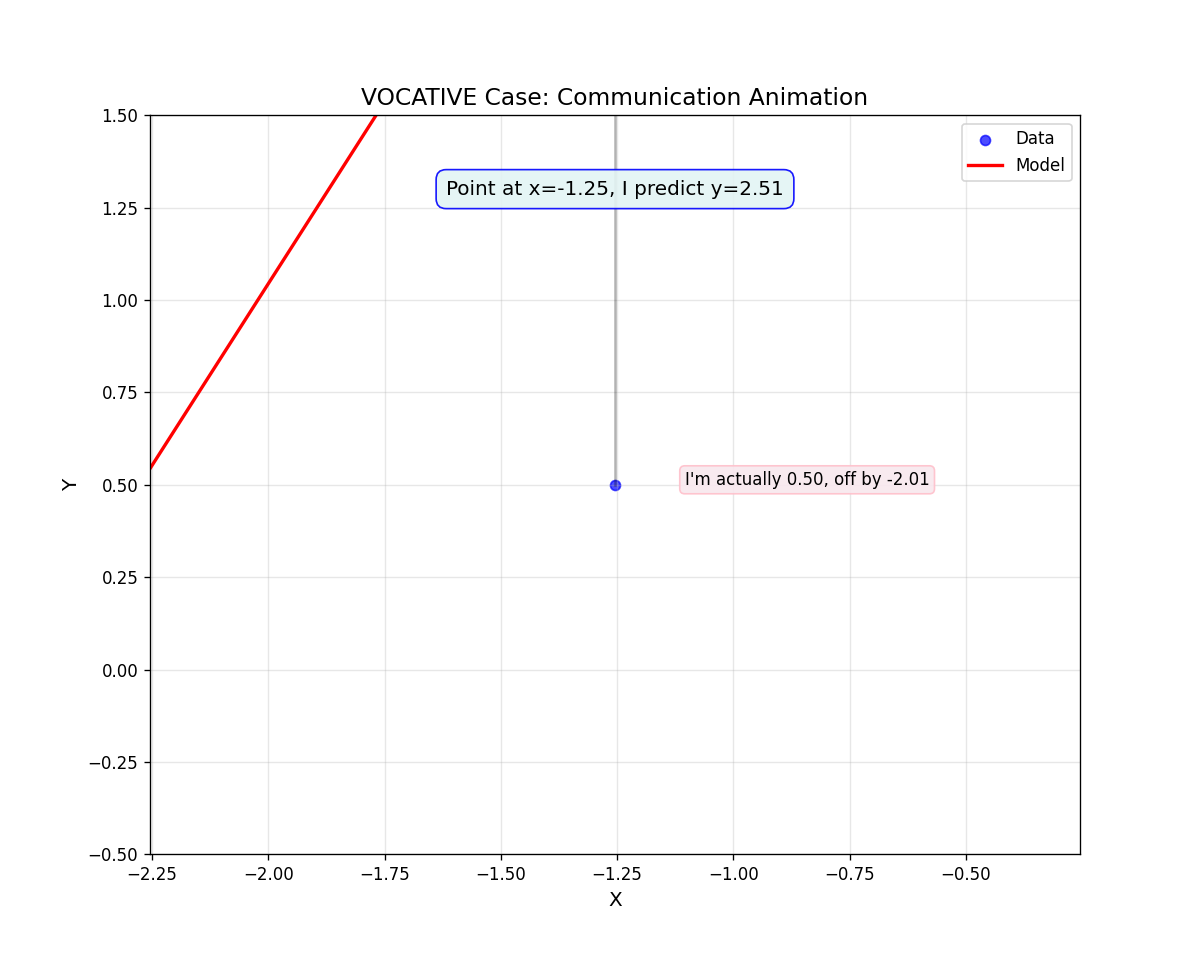 VOCATIVE Case: Communication Animation
Data
Model
Point at x=-1.25, I predict y=2.51
I'm actually 0.50, off by -2.01
Y
1.50
1.25
1.00
0.75
0.50
0.25
0.00
−0.25
−0.50
−2.25 −2.00 −1.75 −1.50 −1.25 −1.00 −0.75 −0.50
X